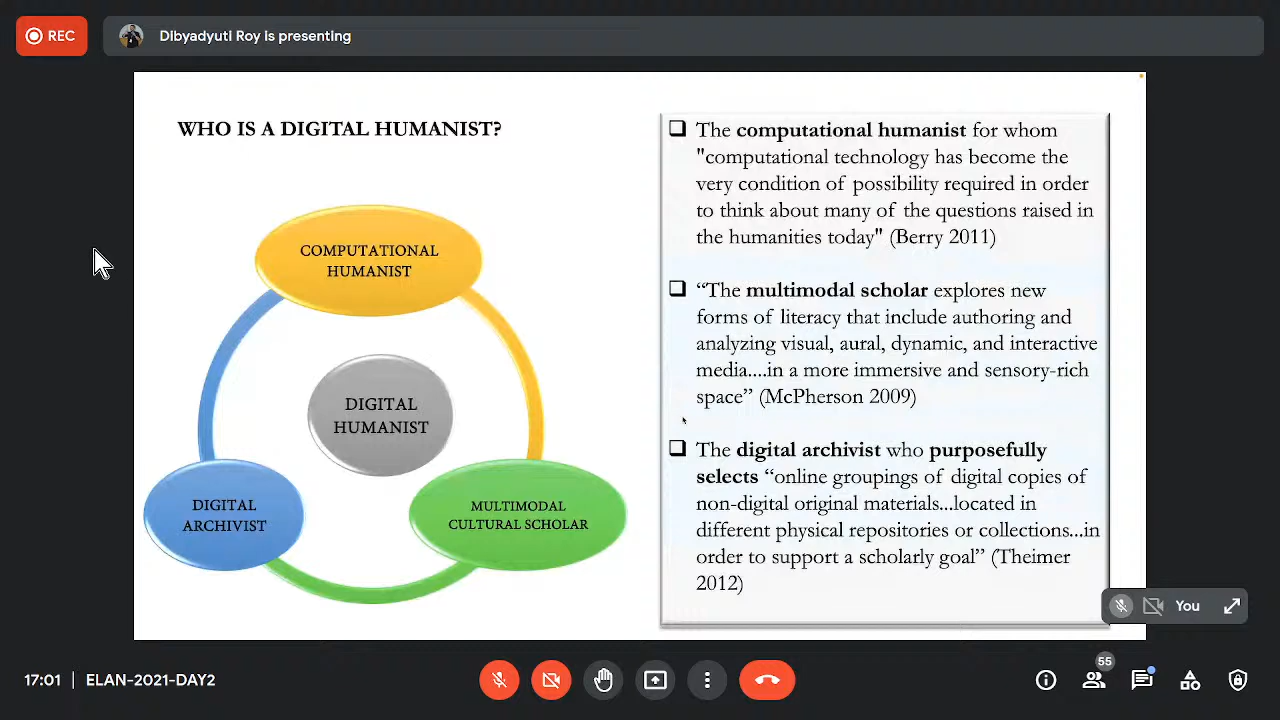 REC
Dibyadyuti Roy is presenting
WHO IS A DIGITAL HUMANIST?
COMPUTATIONAL
HUMANIST
DIGITAL
HUMANIST
DIGITAL
ARCHIVIST
MULTIMODAL
CULTURAL SCHOLAR
The computational humanist for whom
"computational technology has become the
very condition of possibility required in order
to think about many of the questions raised in
the humanities today" (Berry 2011)
“The multimodal scholar explores new
forms of literacy that include authoring and
analyzing visual, aural, dynamic, and interactive
media....in a more immersive and sensory-rich
space” (McPherson 2009)
The digital archivist who purposefully
selects “online groupings of digital copies of
non-digital original materials...located in
different physical repositories or collections...in
order to support a scholarly goal” (Theimer
2012)
You
17:01 | ELAN-2021-DAY2
55